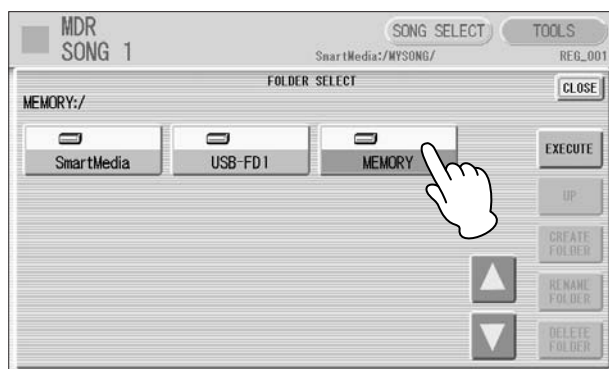 MDR
SONG 1
SONG SELECT
TOOLS
SmartMedia:/MYSONG/
REG_001
FOLDER SELECT
MEMORY:/
CLOSE
SmartMedia
USB-FD1
MEMORY
EXECUTE
UP
CREATE
FOLDER
RENAME
FOLDER
DELETE
FOLDER